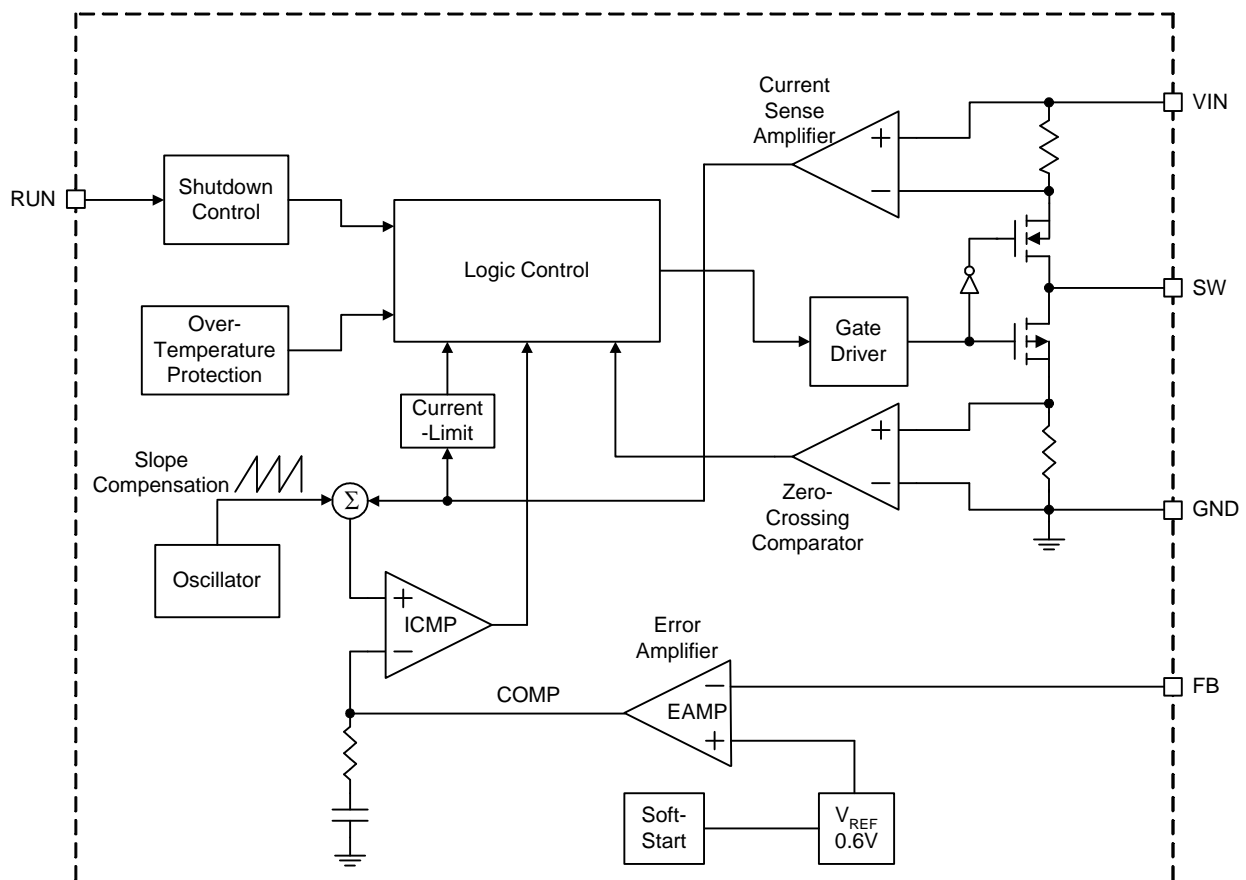 Current
Sense
Amplifier
VIN
RUN
Shutdown
Control
Logic Control
SW
Over-
Temperature
Protection
Gate
Driver
Current
-Limit
Slope
Compensation
Σ
Zero-
Crossing
Comparator
GND
Oscillator
ICMP
Error
Amplifier
COMP
EAMP
FB
Soft-
Start
VREF
0.6V